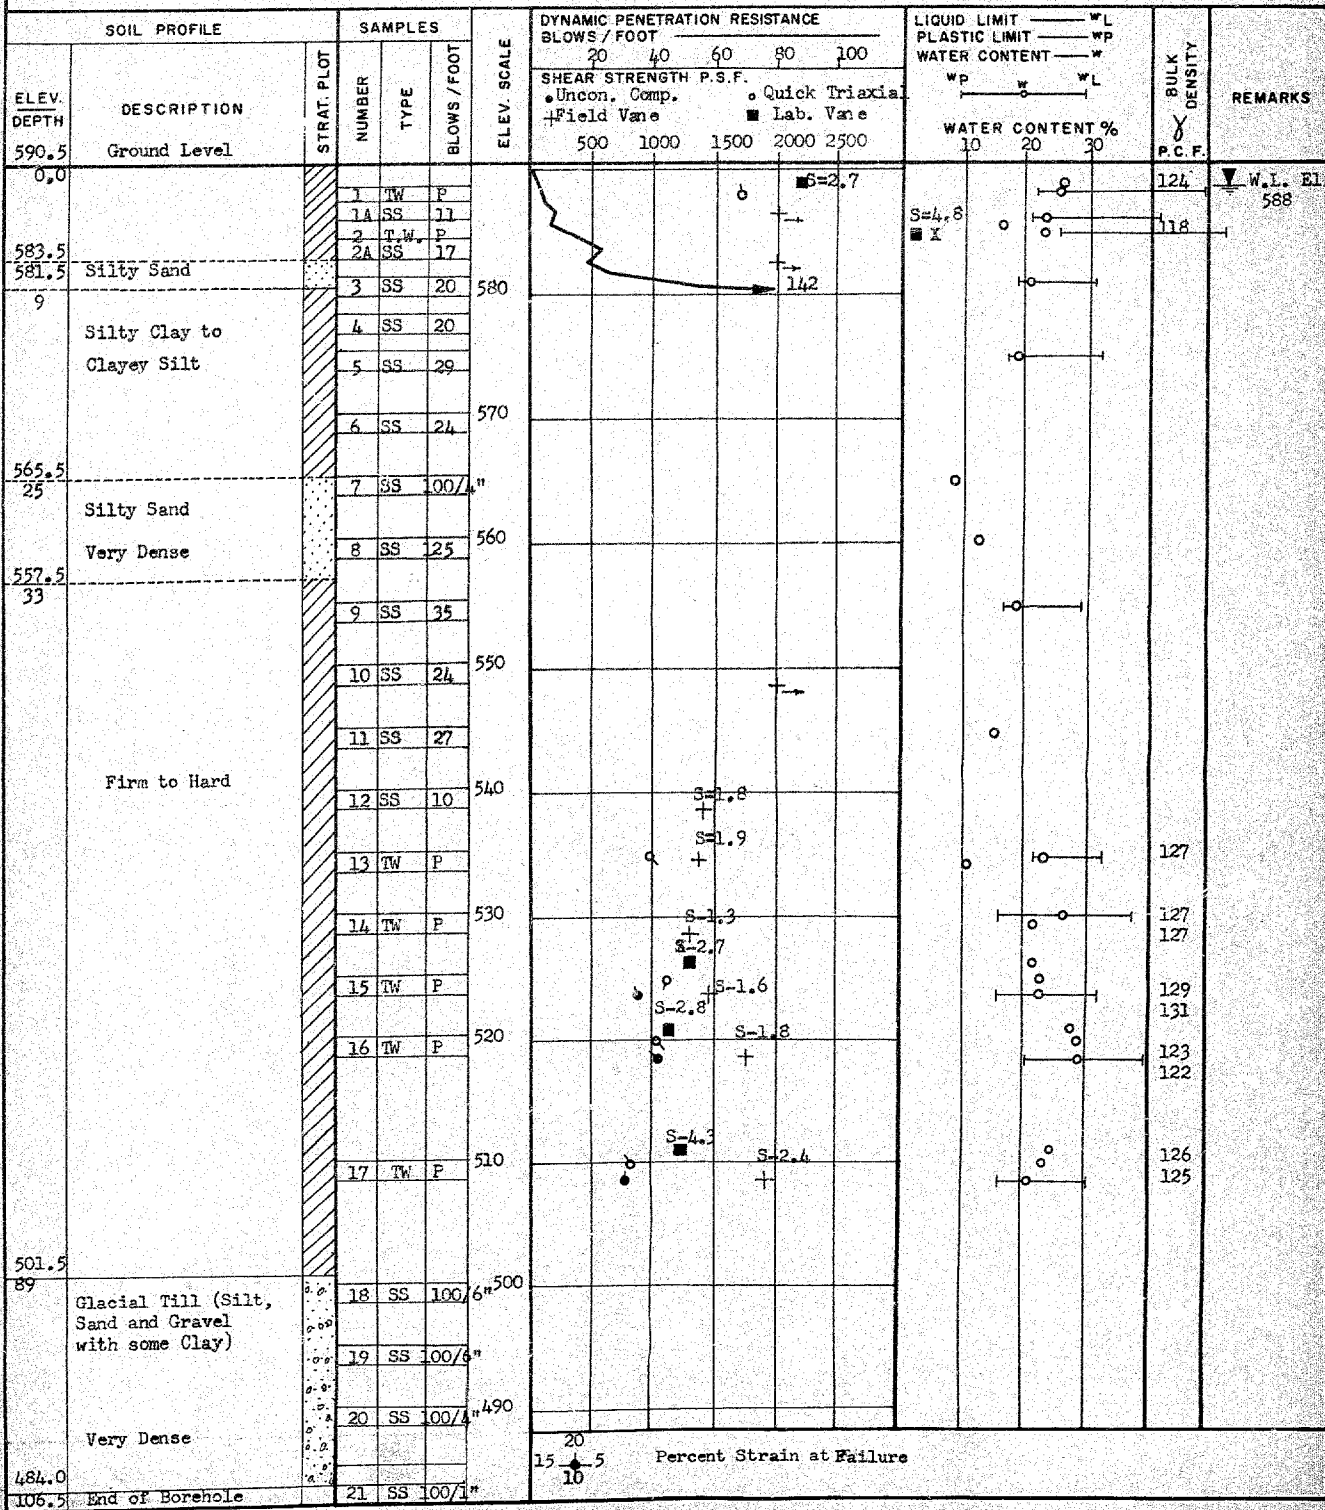 SOIL PROFILE
SAMPLES
ELEV. SCALE
DYNAMIC PENETRATION RESISTANCE
BLOWS / FOOT
20 40 60 80 100
SHEAR STRENGTH P.S.F.
Uncon. Comp. Quick Triaxial
Field Vane Lab. Vane
500 1000 1500 2000 2500
LIQUID LIMIT WL
PLASTIC LIMIT WP
WATER CONTENT W
WP W WL
WATER CONTENT %
10 20 30
BULK DENSITY
γ
P.C.F.
REMARKS
ELEV.
DEPTH
DESCRIPTION
STRAT. PLOT
NUMBER
TYPE
BLOWS / FOOT
590.5 Ground Level
0.0
1 TW P
1A SS 11
2 T.W. P
2A SS 17
583.5
581.5 Silty Sand
9
3 SS 20
580
Silty Clay to
Clayey Silt
4 SS 20
5 SS 29
570
6 SS 24
565.5
25
7 SS 100/4"
Silty Sand
Very Dense
560
8 SS 125
557.5
33
9 SS 35
550
10 SS 24
11 SS 27
Firm to Hard
540
12 SS 10
13 TW P
530
14 TW P
15 TW P
520
16 TW P
510
17 TW P
501.5
89
500
Glacial Till (Silt,
Sand and Gravel
with some Clay)
18 SS 100/6"
19 SS 100/6"
490
20 SS 100/4"
Very Dense
484.0
106.5 End of Borehole
21 SS 100/1"
S=2.7
142
S=1.8
S=1.9
S-1.3
S-2.7
S-1.6
S-2.8
S-1.8
S-4.3
S-2.4
20
15 5
10
Percent Strain at Failure
S=4.8
124
118
127
127
127
129
131
123
122
126
125
W.L. El
588